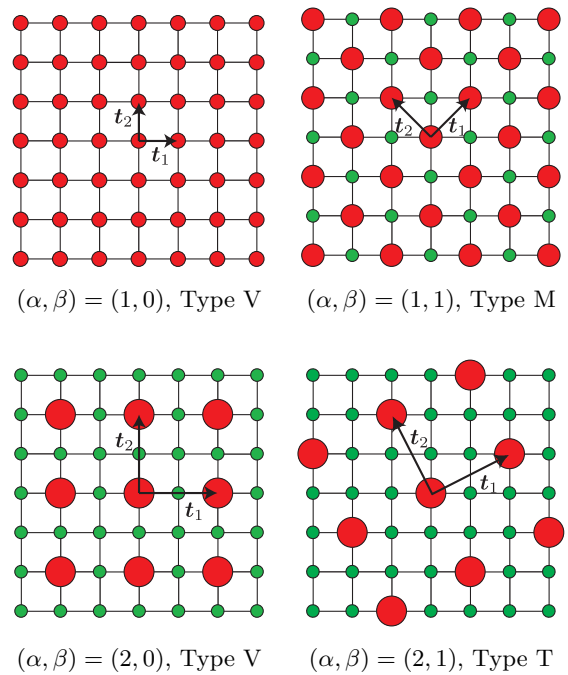 t₂
t₁
t₂ t₁
(α, β) = (1, 0), Type V
(α, β) = (1, 1), Type M
t₂
t₁
t₂
t₁
(α, β) = (2, 0), Type V
(α, β) = (2, 1), Type T